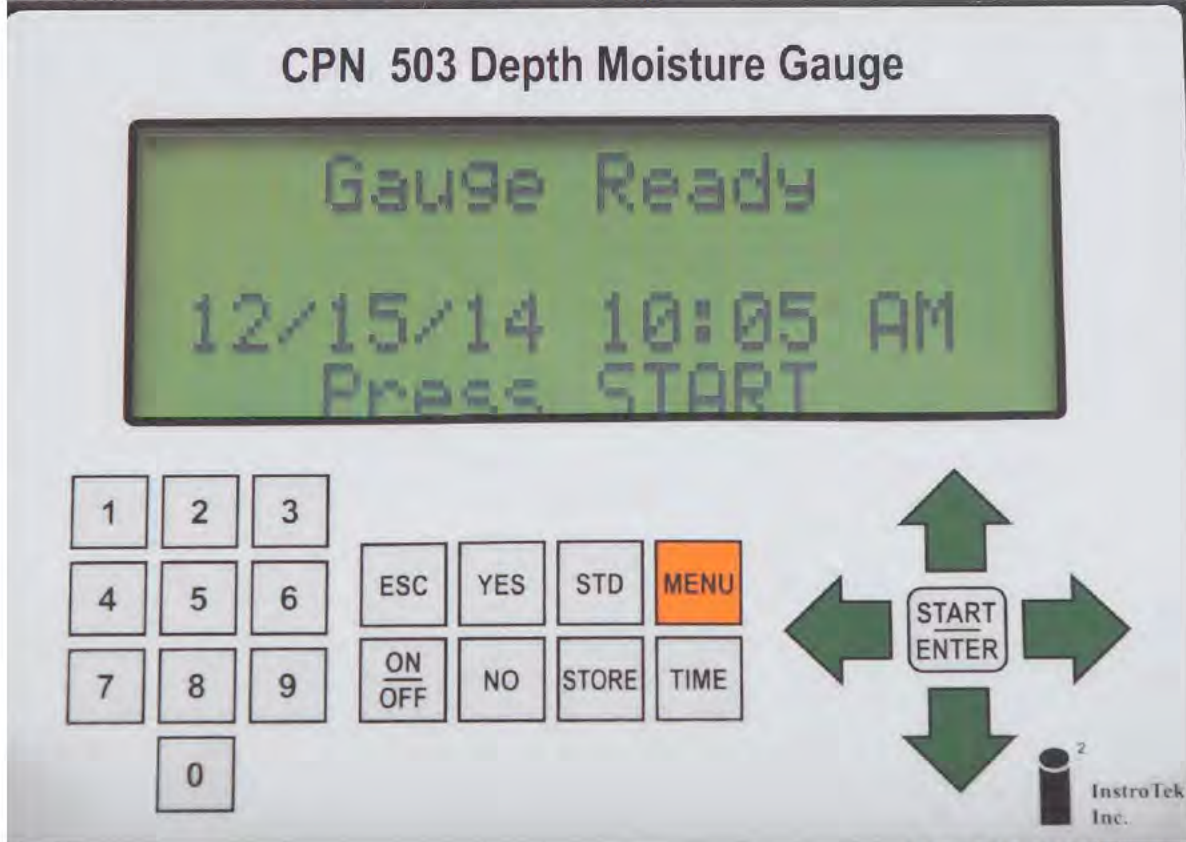 CPN 503 Depth Moisture Gauge
Gauge Ready
12/15/14 10:05 AM
Press START
1 2 3
4 5 6
7 8 9
0
ESC YES STD MENU
ON
OFF
NO STORE TIME
START
ENTER
i 2
InstroTek
Inc.